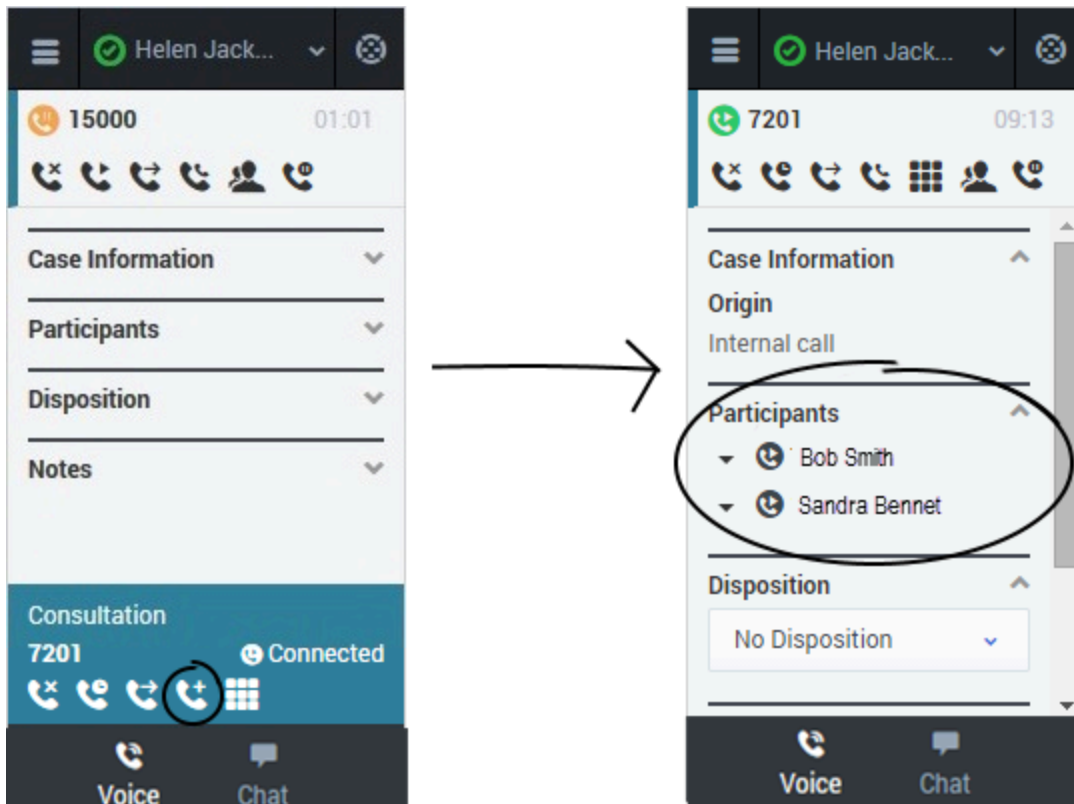 Helen Jack...
15000 01:01
Case Information
Participants
Disposition
Notes
Consultation
7201 Connected
Voice Chat
Helen Jack...
7201 09:13
Case Information
Origin
Internal call
Participants
Bob Smith
Sandra Bennet
Disposition
No Disposition
Voice Chat